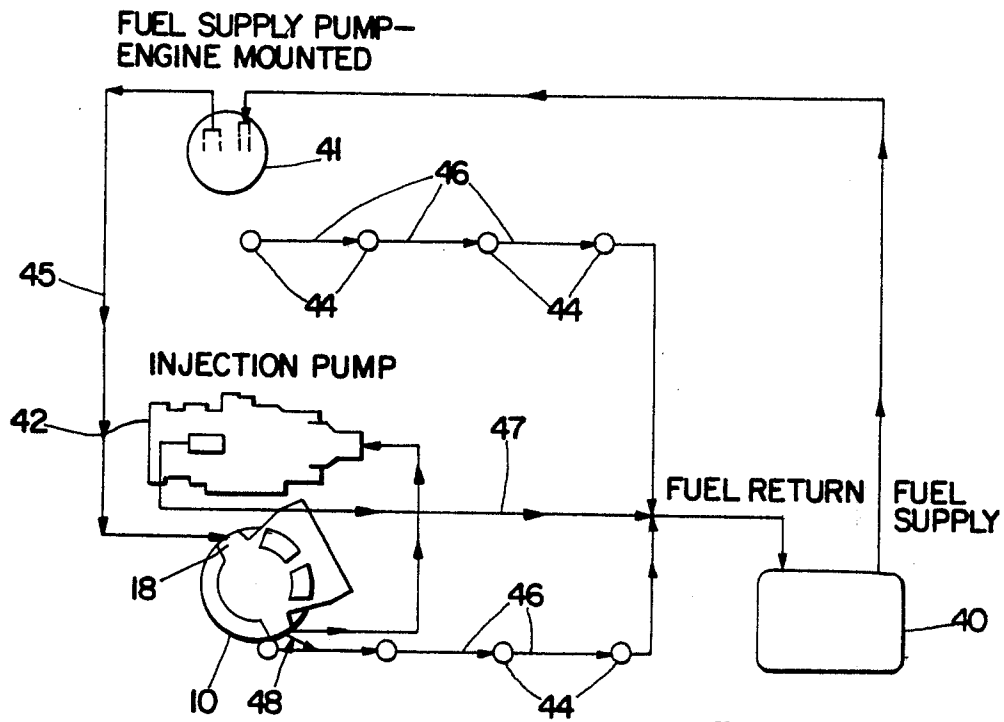 FUEL SUPPLY PUMP-
ENGINE MOUNTED
41
46
45
44
44
INJECTION PUMP
42
47
FUEL RETURN
FUEL
SUPPLY
18
46
40
10
48
44